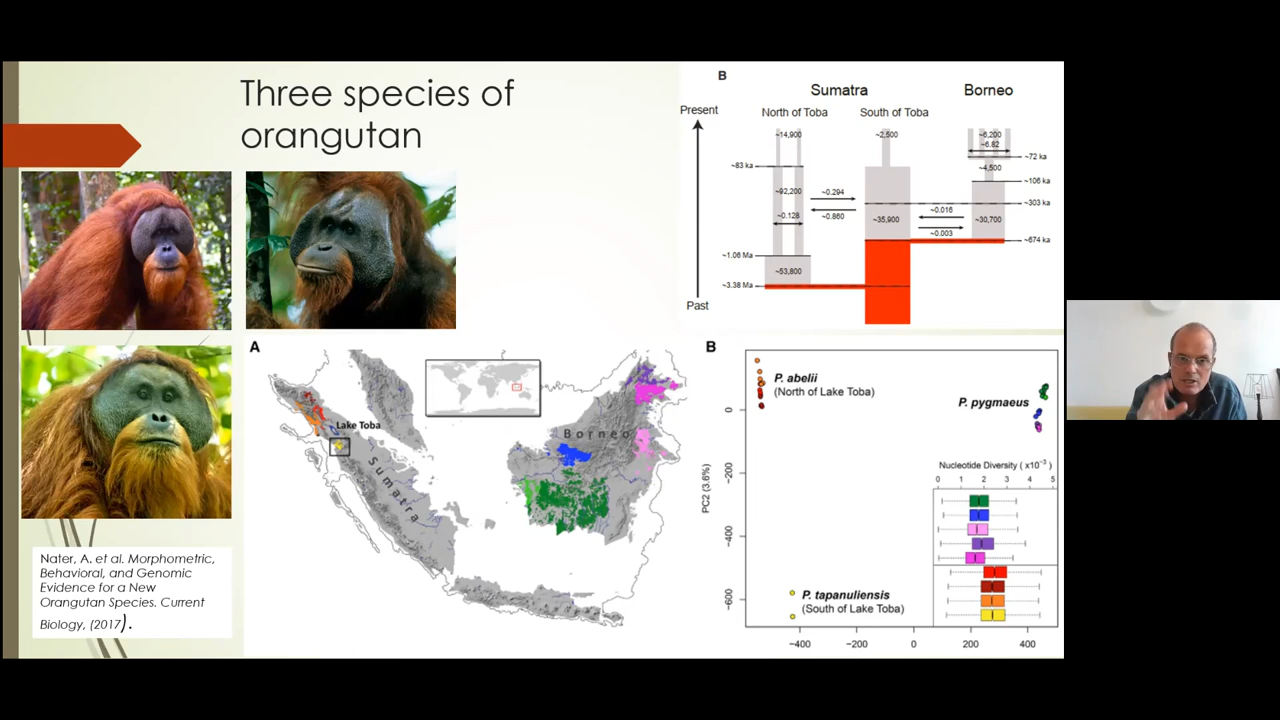 Three species of
orangutan
Nater, A. et al. Morphometric,
Behavioral, and Genomic
Evidence for a New
Orangutan Species. Current
Biology, (2017).
B
Sumatra
Borneo
Present
North of Toba
South of Toba
~14,900
~2,500
~6,200
~6.82
~72 ka
~83 ka
~4,500
~106 ka
~92,200
~0.294
~303 ka
~0.860
~0.016
~0.128
~35,900
~30,700
~0.003
~674 ka
~1.06 Ma
~53,800
~3.38 Ma
Past
A
Lake Toba
Sumatra
Borneo
B
P. abelii
(North of Lake Toba)
P. pygmaeus
Nucleotide Diversity ( x10⁻³ )
0 1 2 3 4 5
P. tapanuliensis
(South of Lake Toba)
PC2 (3.6%)
0
−200
−400
−600
−400 −200 0 200 400